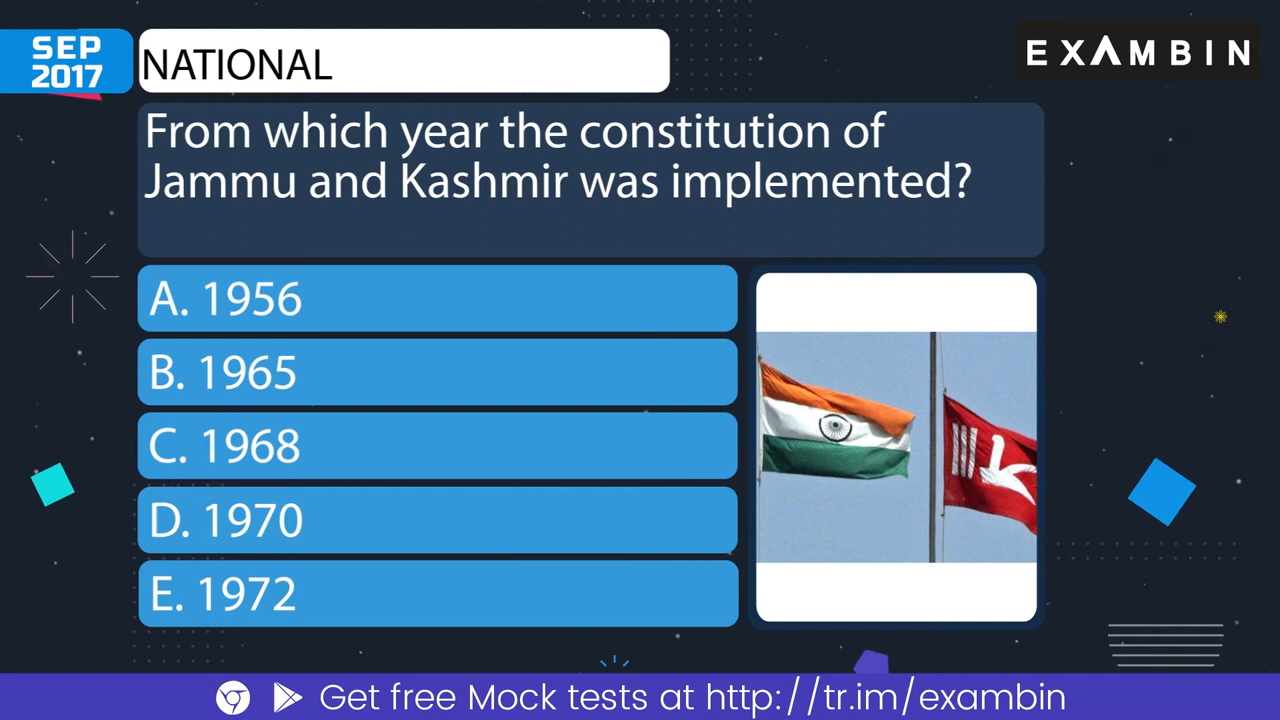 SEP
2017
NATIONAL
EXAMBIN
From which year the constitution of
Jammu and Kashmir was implemented?
A. 1956
B. 1965
C. 1968
D. 1970
E. 1972
Get free Mock tests at http://tr.im/exambin